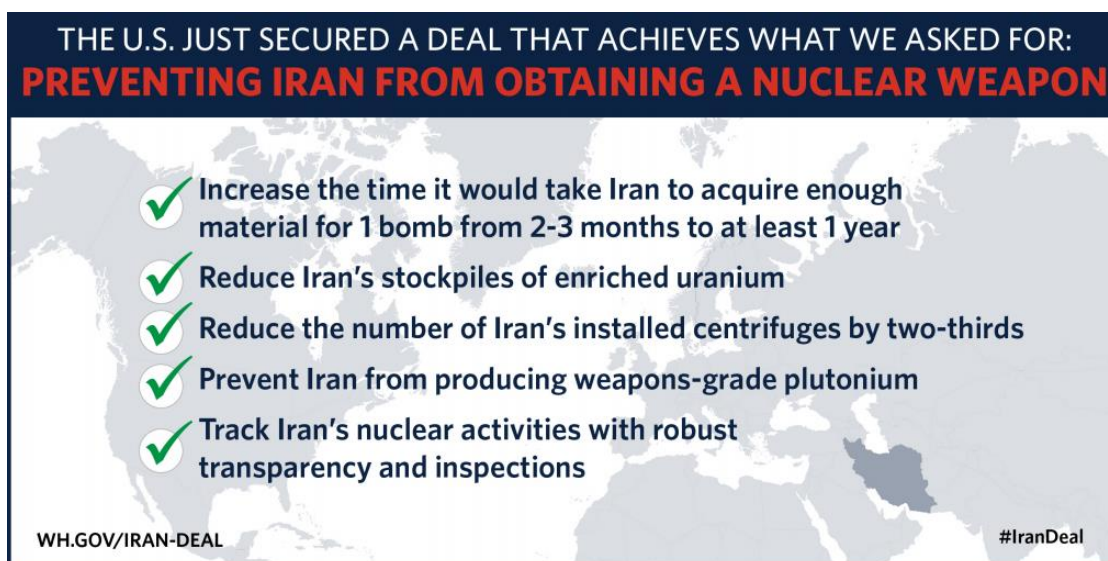 THE U.S. JUST SECURED A DEAL THAT ACHIEVES WHAT WE ASKED FOR:
PREVENTING IRAN FROM OBTAINING A NUCLEAR WEAPON
Increase the time it would take Iran to acquire enough
material for 1 bomb from 2-3 months to at least 1 year
Reduce Iran’s stockpiles of enriched uranium
Reduce the number of Iran’s installed centrifuges by two-thirds
Prevent Iran from producing weapons-grade plutonium
Track Iran’s nuclear activities with robust
transparency and inspections
WH.GOV/IRAN-DEAL
#IranDeal